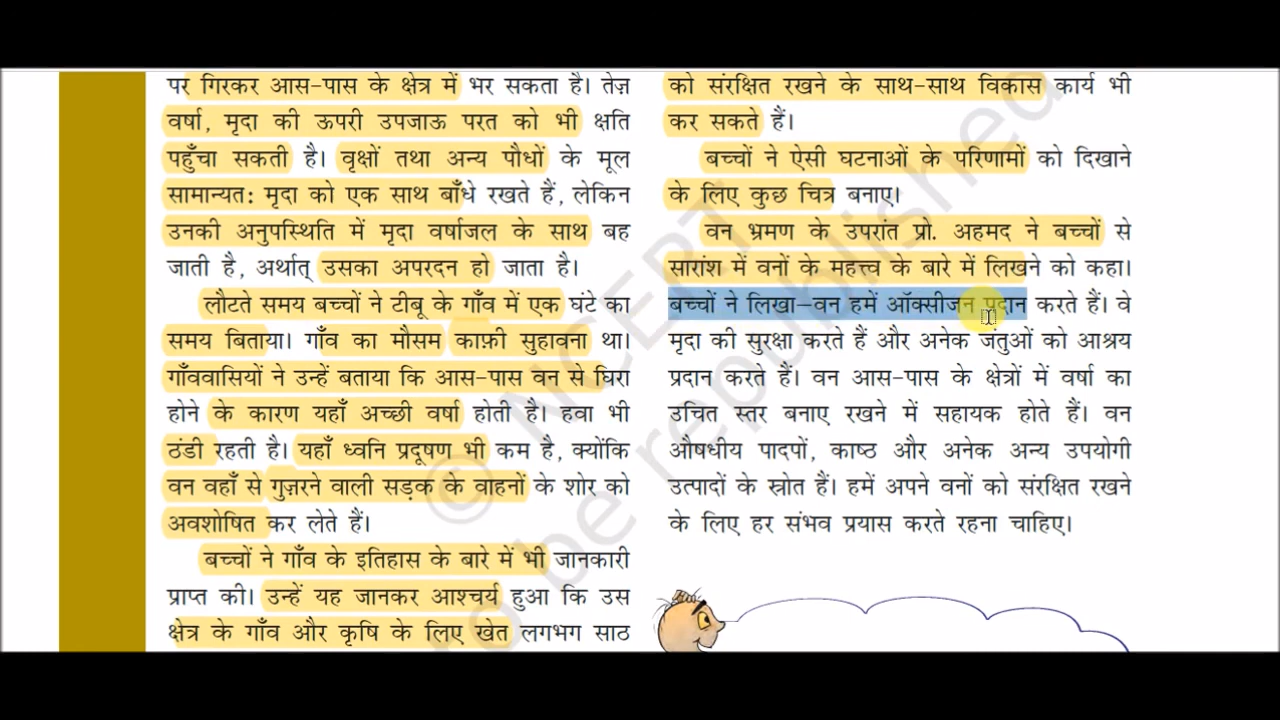 पर गिरकर आस-पास के क्षेत्र में भर सकता है। तेज़
वर्षा, मृदा की ऊपरी उपजाऊ परत को भी क्षति
पहुँचा सकती है। वृक्षों तथा अन्य पौधों के मूल
सामान्यत: मृदा को एक साथ बाँधे रखते हैं, लेकिन
उनकी अनुपस्थिति में मृदा वर्षाजल के साथ बह
जाती है, अर्थात् उसका अपरदन हो जाता है।
लौटते समय बच्चों ने टीबू के गाँव में एक घंटे का
समय बिताया। गाँव का मौसम काफ़ी सुहावना था।
गाँववासियों ने उन्हें बताया कि आस-पास वन से घिरा
होने के कारण यहाँ अच्छी वर्षा होती है। हवा भी
ठंडी रहती है। यहाँ ध्वनि प्रदूषण भी कम है, क्योंकि
वन वहाँ से गुज़रने वाली सड़क के वाहनों के शोर को
अवशोषित कर लेते हैं।
बच्चों ने गाँव के इतिहास के बारे में भी जानकारी
प्राप्त की। उन्हें यह जानकर आश्चर्य हुआ कि उस
क्षेत्र के गाँव और कृषि के लिए खेत लगभग साठ
को संरक्षित रखने के साथ-साथ विकास कार्य भी
कर सकते हैं।
बच्चों ने ऐसी घटनाओं के परिणामों को दिखाने
के लिए कुछ चित्र बनाए।
वन भ्रमण के उपरांत प्रो. अहमद ने बच्चों से
सारांश में वनों के महत्त्व के बारे में लिखने को कहा।
बच्चों ने लिखा—वन हमें ऑक्सीजन प्रदान करते हैं। वे
मृदा की सुरक्षा करते हैं और अनेक जंतुओं को आश्रय
प्रदान करते हैं। वन आस-पास के क्षेत्रों में वर्षा का
उचित स्तर बनाए रखने में सहायक होते हैं। वन
औषधीय पादपों, काष्ठ और अनेक अन्य उपयोगी
उत्पादों के स्रोत हैं। हमें अपने वनों को संरक्षित रखने
के लिए हर संभव प्रयास करते रहना चाहिए।
© NCERT
be republished